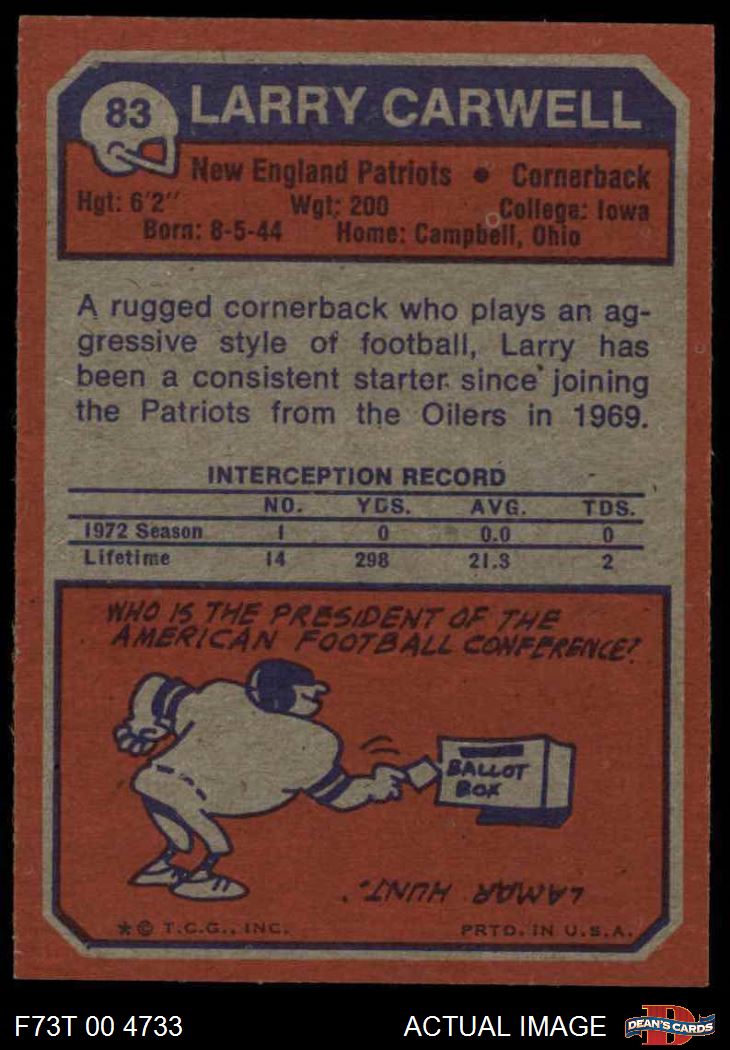 83
LARRY CARWELL
New England Patriots • Cornerback
Hgt: 6'2" Wgt: 200 College: Iowa
Born: 8-5-44 Home: Campbell, Ohio
A rugged cornerback who plays an ag-
gressive style of football, Larry has
been a consistent starter since joining
the Patriots from the Oilers in 1969.
INTERCEPTION RECORD
NO. YDS. AVG. TDS.
1972 Season 1 0 0.0 0
Lifetime 14 298 21.3 2
WHO IS THE PRESIDENT OF THE
AMERICAN FOOTBALL CONFERENCE?
BALLOT
BOX
LAMAR HUNT.
*© T.C.G., INC. PRTD. IN U.S.A.
F73T 00 4733 ACTUAL IMAGE
D
DEAN'S CARDS